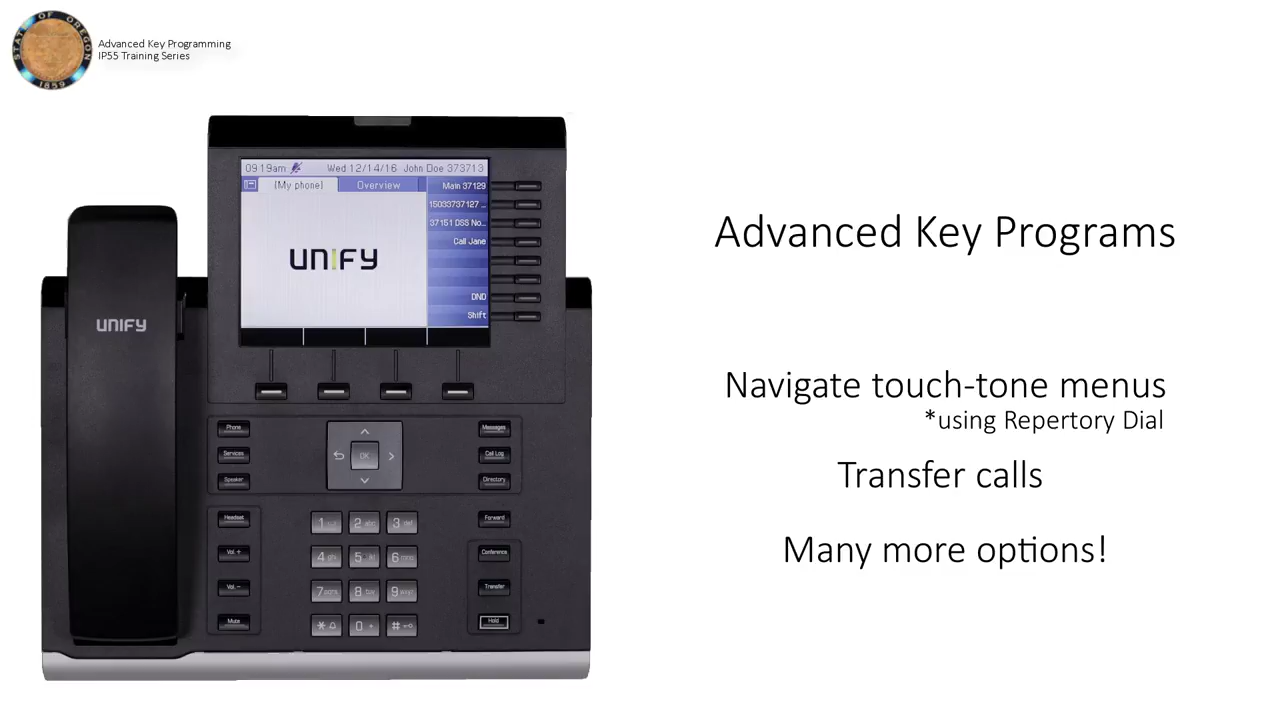 STATE OF OREGON
1859
Advanced Key Programming
IP55 Training Series
09:19am Wed 12/14/16 John Doe 373713
(My phone) Overview
Main 37129
15033737127 ...
37151 DSS No...
Call Jane
DND
Shift
UNIFY
UNIFY
Phone
Services
Speaker
OK
Messages
Call Log
Directory
Headset
Vol. +
Vol. –
Mute
1
2 abc
3 def
4 ghi
5 jkl
6 mno
7 pqrs
8 tuv
9 wxyz
*
0 +
#
Forward
Conference
Transfer
Hold
Advanced Key Programs
Navigate touch-tone menus
*using Repertory Dial
Transfer calls
Many more options!